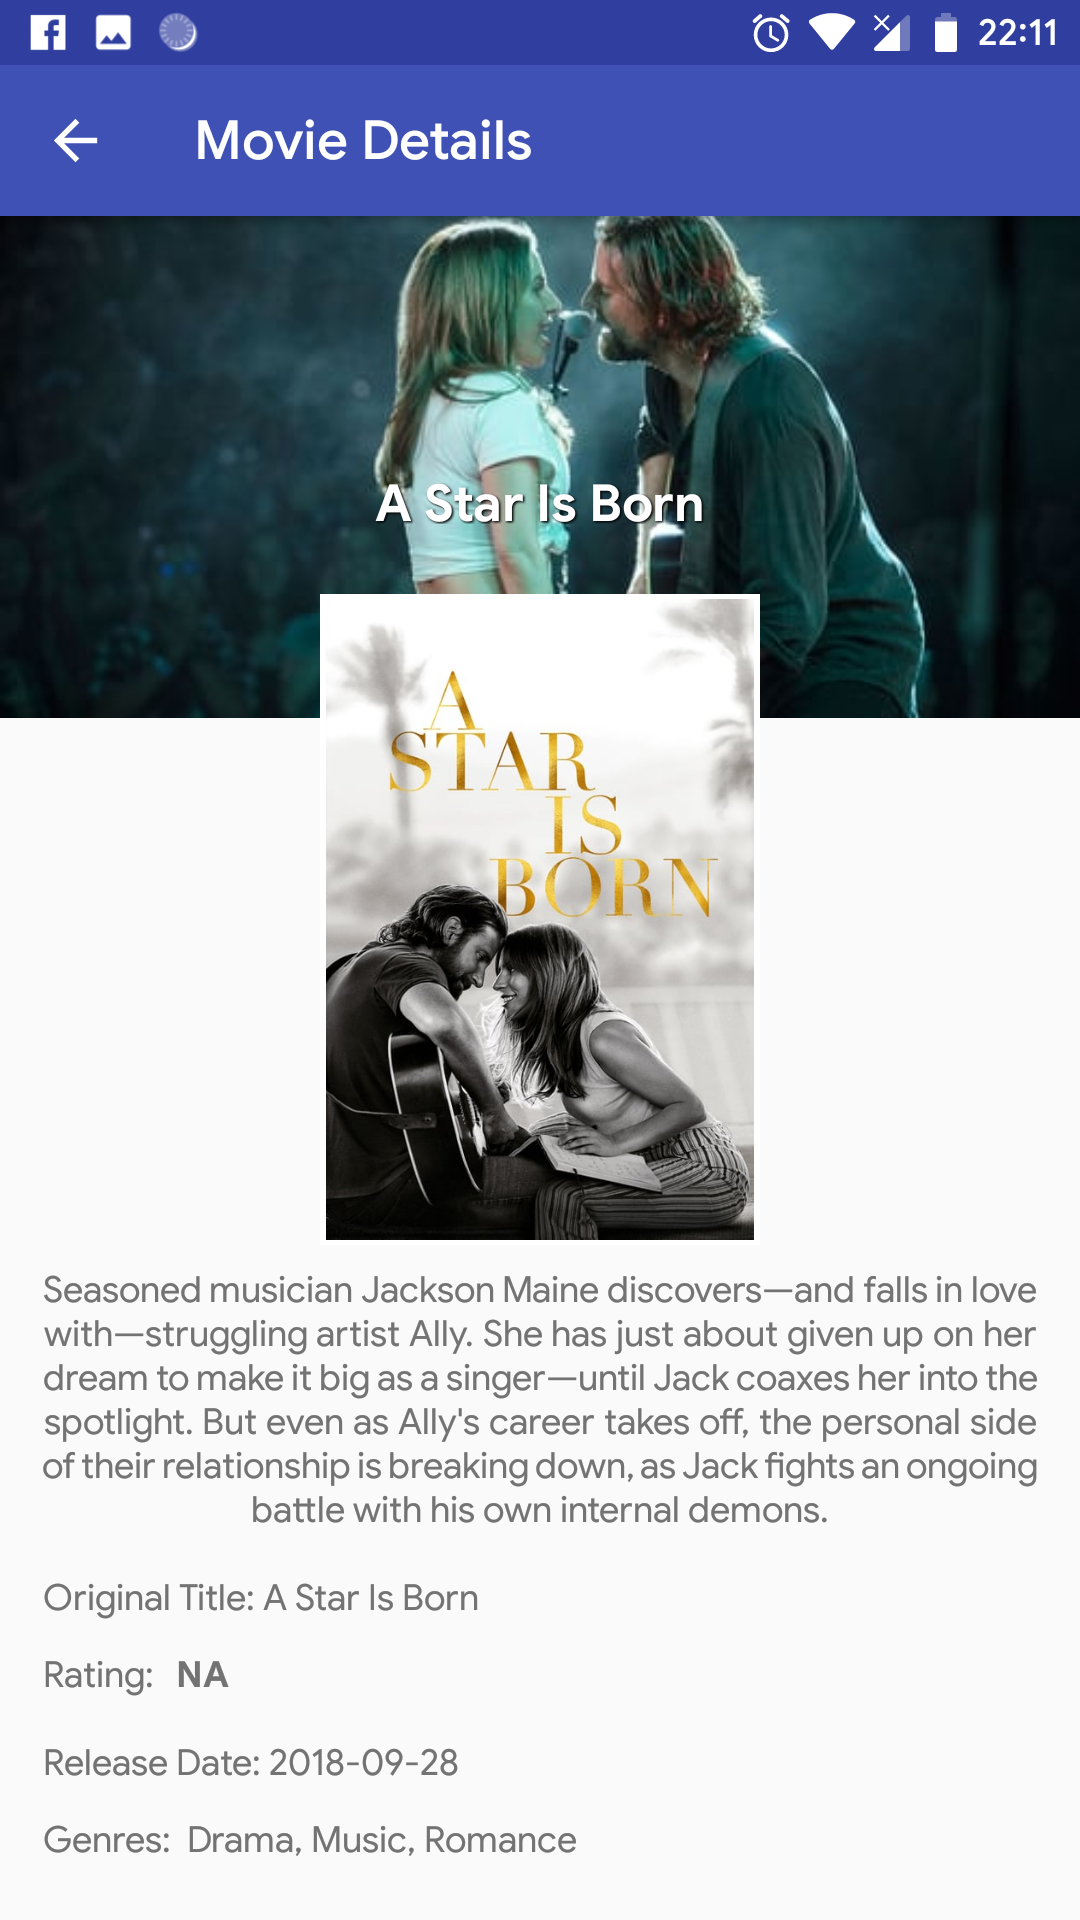 22:11
Movie Details
A Star Is Born
A
STAR
IS
BORN
Seasoned musician Jackson Maine discovers—and falls in love
with—struggling artist Ally. She has just about given up on her
dream to make it big as a singer—until Jack coaxes her into the
spotlight. But even as Ally's career takes off, the personal side
of their relationship is breaking down, as Jack fights an ongoing
battle with his own internal demons.
Original Title: A Star Is Born
Rating: NA
Release Date: 2018-09-28
Genres: Drama, Music, Romance